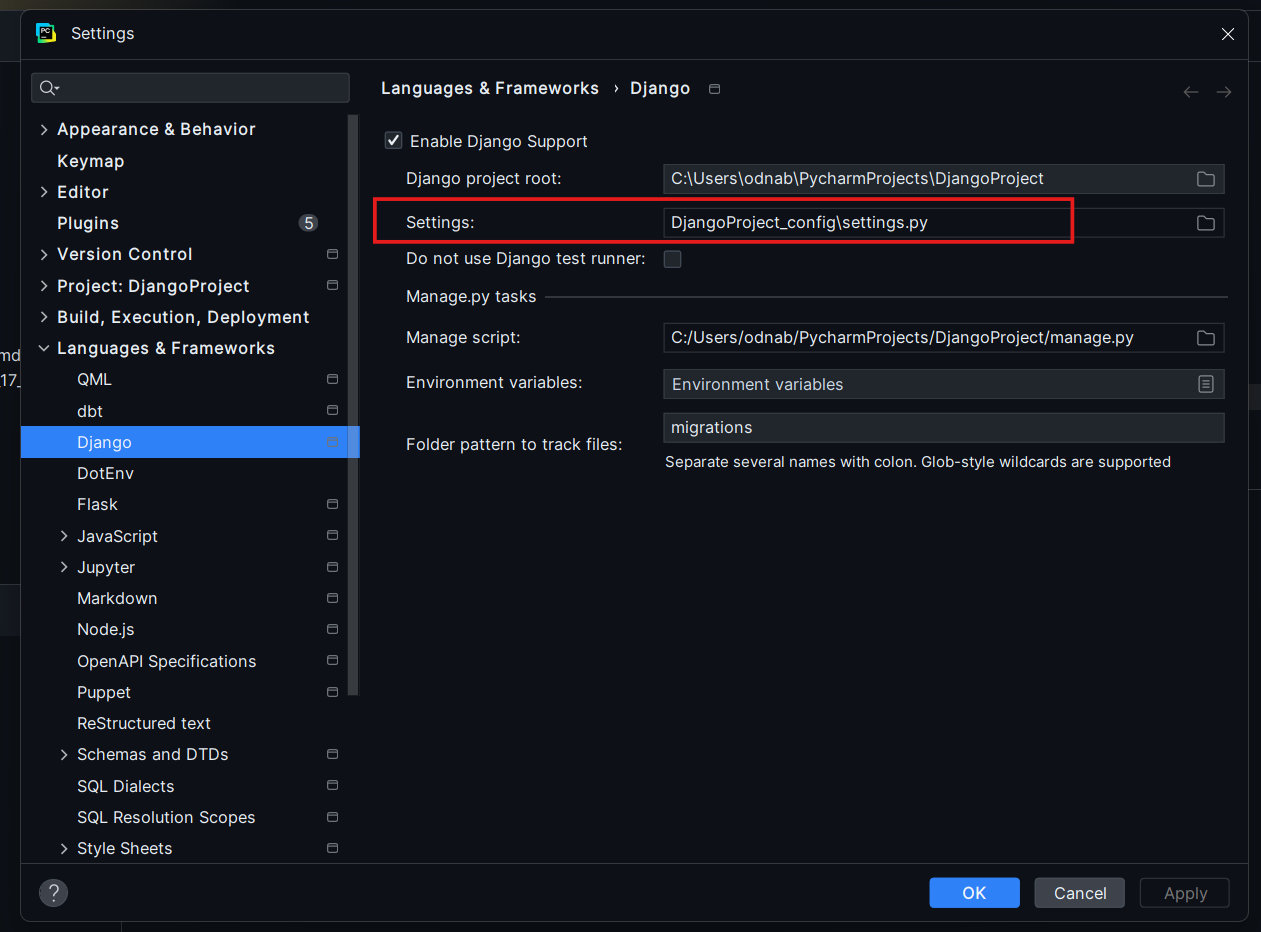 PC
Settings
Languages & Frameworks › Django
Appearance & Behavior
Keymap
Editor
Plugins 5
Version Control
Project: DjangoProject
Build, Execution, Deployment
Languages & Frameworks
QML
dbt
Django
DotEnv
Flask
JavaScript
Jupyter
Markdown
Node.js
OpenAPI Specifications
Puppet
ReStructured text
Schemas and DTDs
SQL Dialects
SQL Resolution Scopes
Style Sheets
Enable Django Support
Django project root: C:\Users\odnab\PycharmProjects\DjangoProject
Settings: DjangoProject_config\settings.py
Do not use Django test runner:
Manage.py tasks
Manage script: C:/Users/odnab/PycharmProjects/DjangoProject/manage.py
Environment variables: Environment variables
Folder pattern to track files: migrations
Separate several names with colon. Glob-style wildcards are supported
md
17_
?
OK
Cancel
Apply